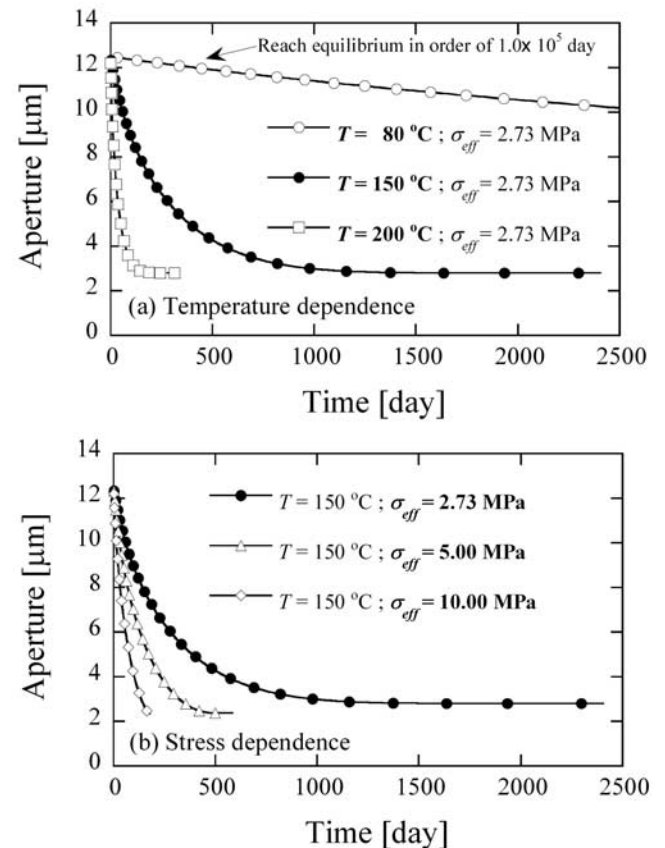 14
12
10
8
6
4
2
0
Aperture [μm]
Reach equilibrium in order of 1.0x 10⁵ day
T = 80 °C ; σeff = 2.73 MPa
T = 150 °C ; σeff = 2.73 MPa
T = 200 °C ; σeff = 2.73 MPa
(a) Temperature dependence
0 500 1000 1500 2000 2500
Time [day]
14
12
10
8
6
4
2
0
Aperture [μm]
T = 150 °C ; σeff = 2.73 MPa
T = 150 °C ; σeff = 5.00 MPa
T = 150 °C ; σeff = 10.00 MPa
(b) Stress dependence
0 500 1000 1500 2000 2500
Time [day]